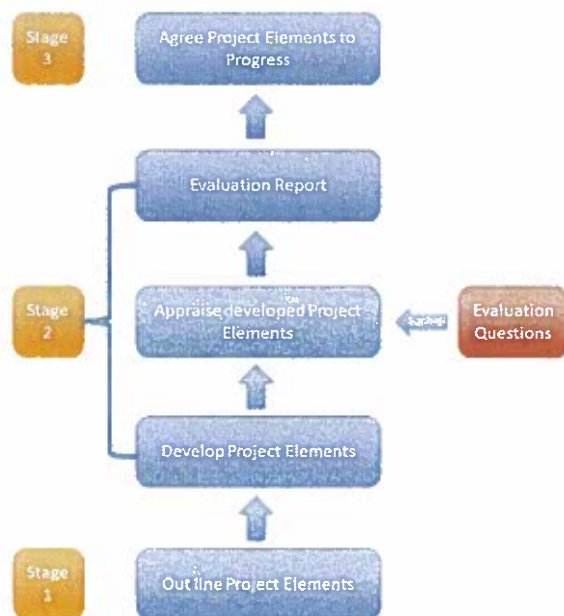 Stage
3
Agree Project Elements to
Progress
Evaluation Report
Stage
2
Appraise developed Project
Elements
Evaluation
Questions
Develop Project Elements
Stage
1
Outline Project Elements